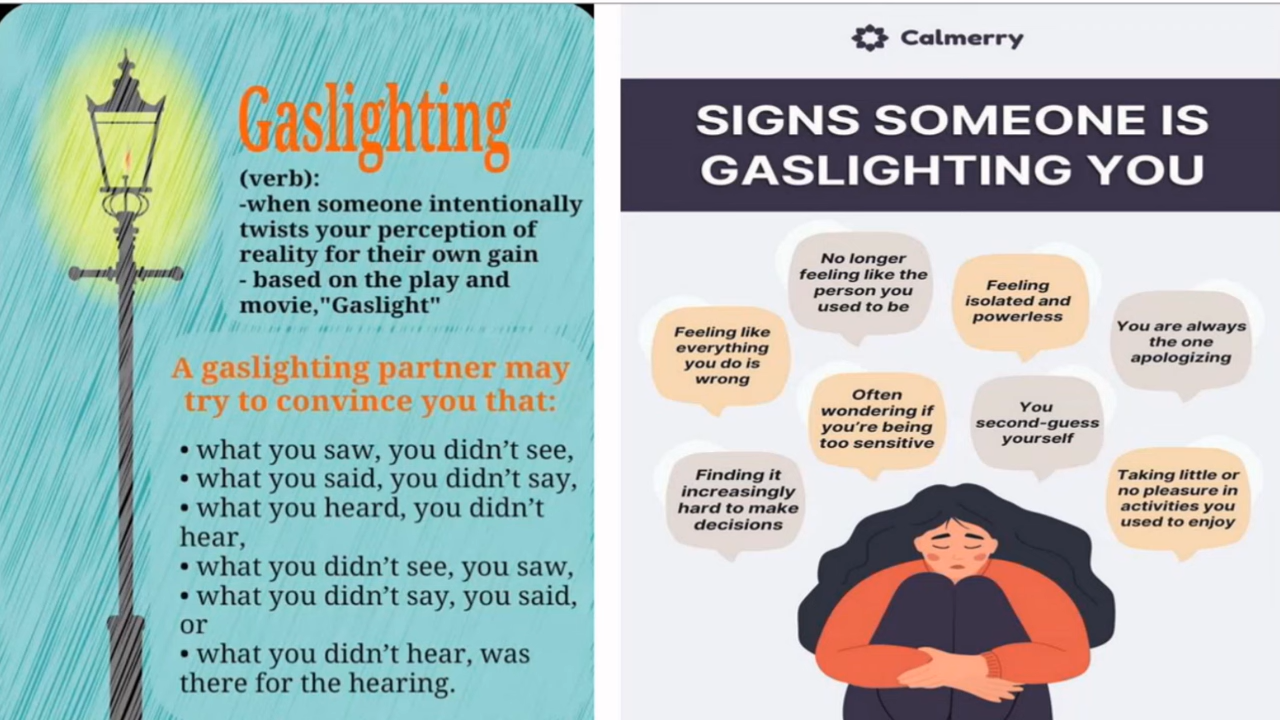 Gaslighting
(verb):
-when someone intentionally
twists your perception of
reality for their own gain
- based on the play and
movie,"Gaslight"
A gaslighting partner may
try to convince you that:
• what you saw, you didn't see,
• what you said, you didn't say,
• what you heard, you didn't
hear,
• what you didn't see, you saw,
• what you didn't say, you said,
or
• what you didn't hear, was
there for the hearing.
Calmerry
SIGNS SOMEONE IS
GASLIGHTING YOU
No longer
feeling like the
person you
used to be
Feeling
isolated and
powerless
Feeling like
everything
you do is
wrong
You are always
the one
apologizing
Often
wondering if
you're being
too sensitive
You
second-guess
yourself
Finding it
increasingly
hard to make
decisions
Taking little or
no pleasure in
activities you
used to enjoy